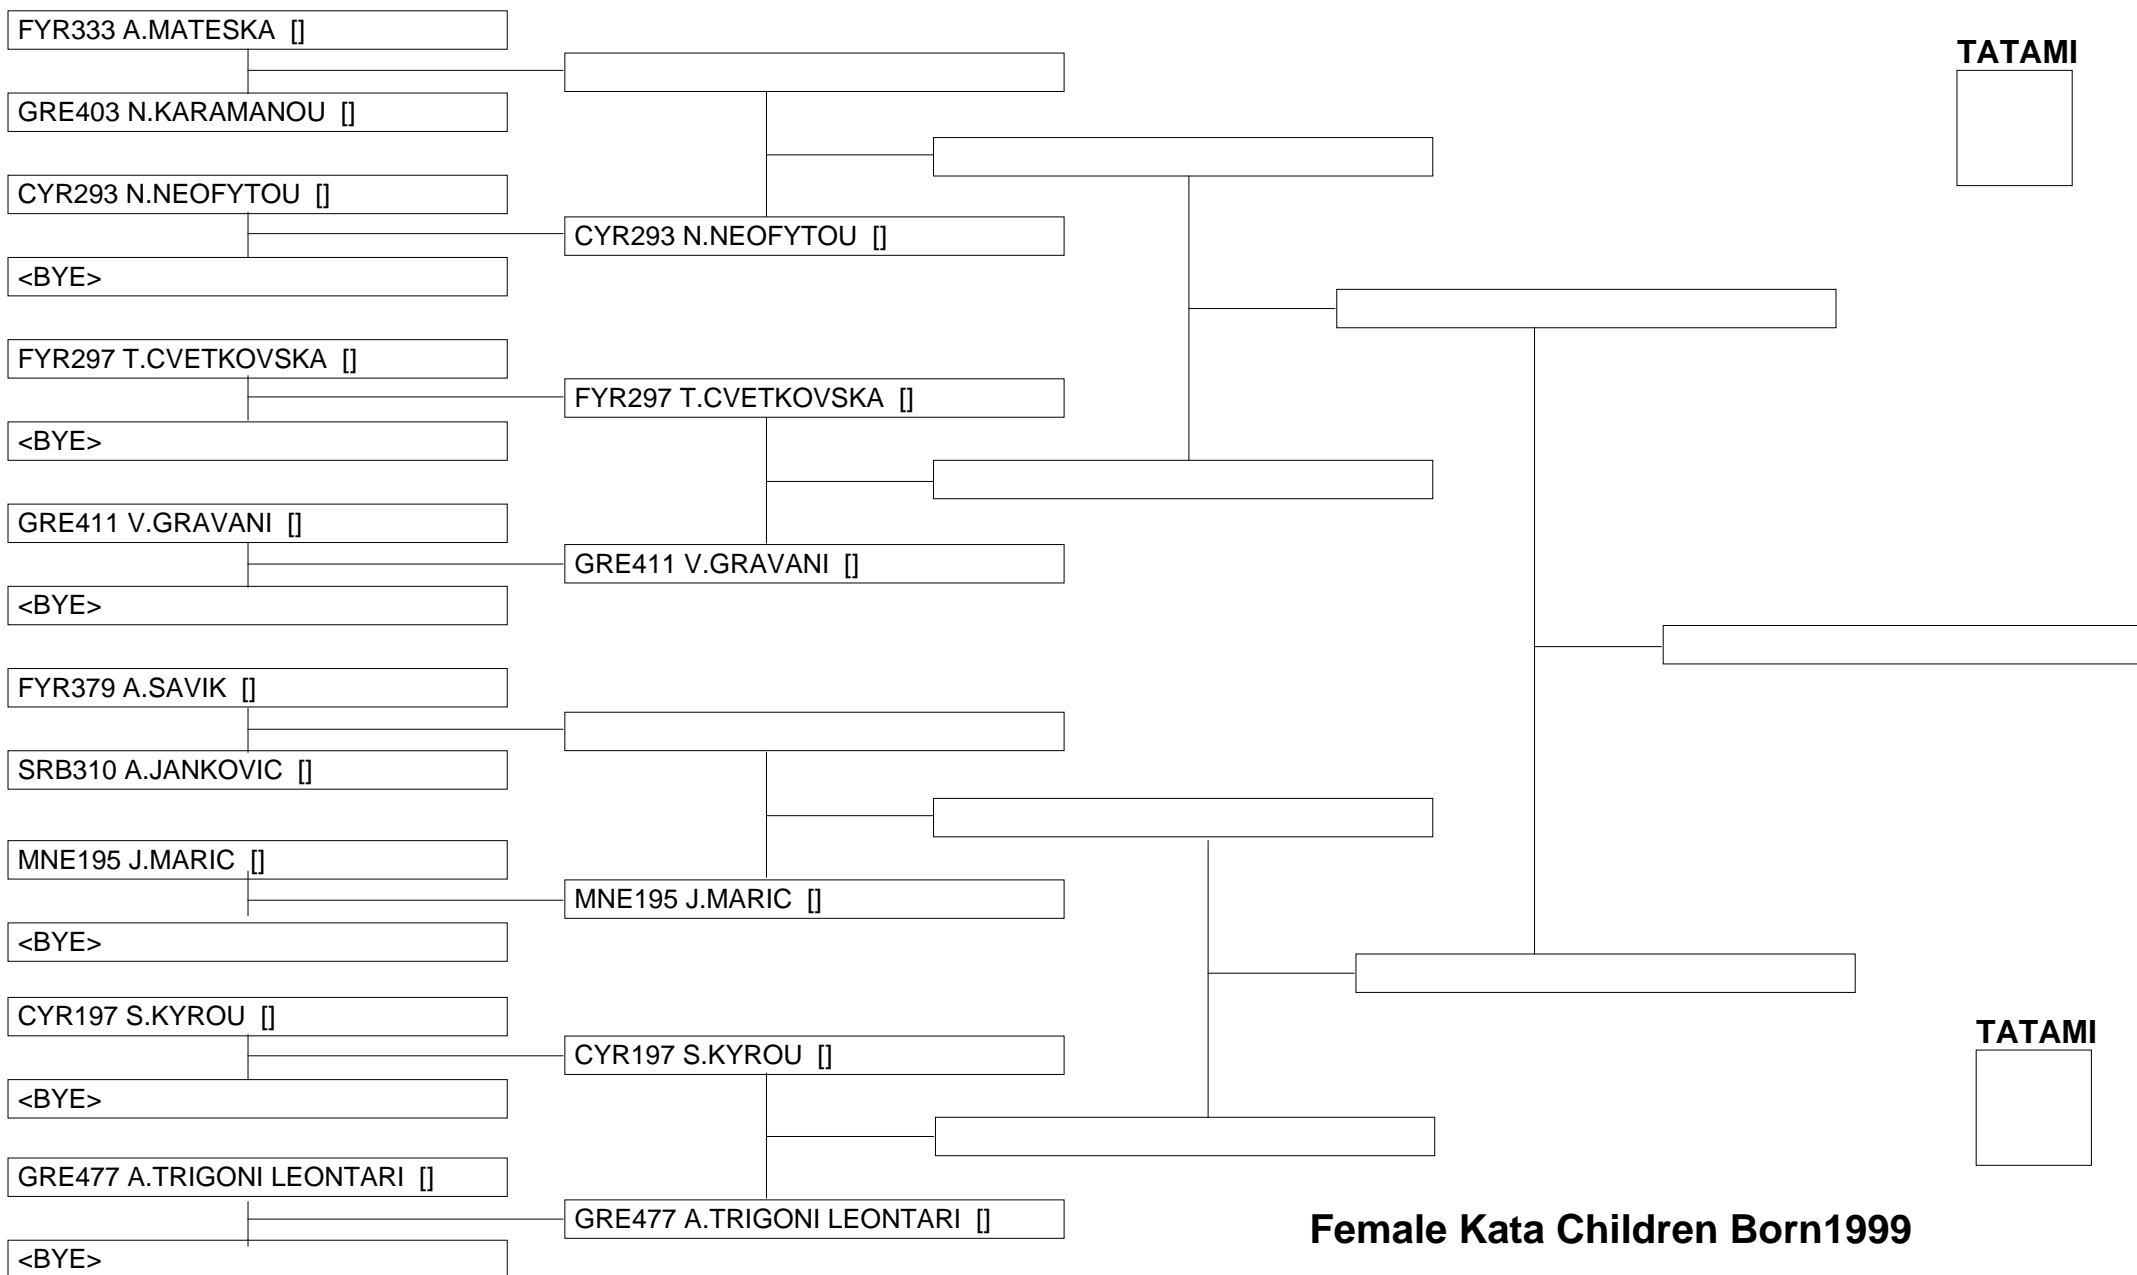 FYR333 A.MATESKA []
TATAMI
GRE403 N.KARAMANOU []
CYR293 N.NEOFYTOU []
CYR293 N.NEOFYTOU []
<BYE>
FYR297 T.CVETKOVSKA []
FYR297 T.CVETKOVSKA []
<BYE>
GRE411 V.GRAVANI []
GRE411 V.GRAVANI []
<BYE>
FYR379 A.SAVIK []
SRB310 A.JANKOVIC []
MNE195 J.MARIC []
MNE195 J.MARIC []
<BYE>
CYR197 S.KYROU []
TATAMI
CYR197 S.KYROU []
<BYE>
GRE477 A.TRIGONI LEONTARI []
GRE477 A.TRIGONI LEONTARI []
Female Kata Children Born1999
<BYE>